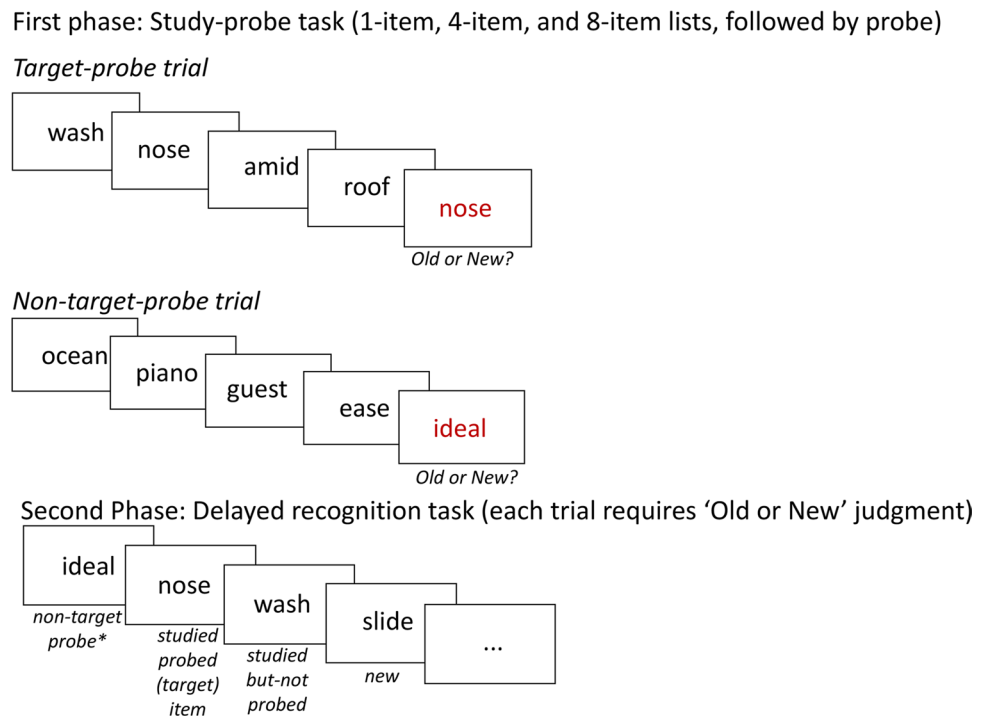 First phase: Study-probe task (1-item, 4-item, and 8-item lists, followed by probe)
Target-probe trial
wash
nose
amid
roof
nose
Old or New?
Non-target-probe trial
ocean
piano
guest
ease
ideal
Old or New?
Second Phase: Delayed recognition task (each trial requires ‘Old or New’ judgment)
ideal
non-target
probe*
nose
studied
probed
(target)
item
wash
studied
but-not
probed
slide
new
...